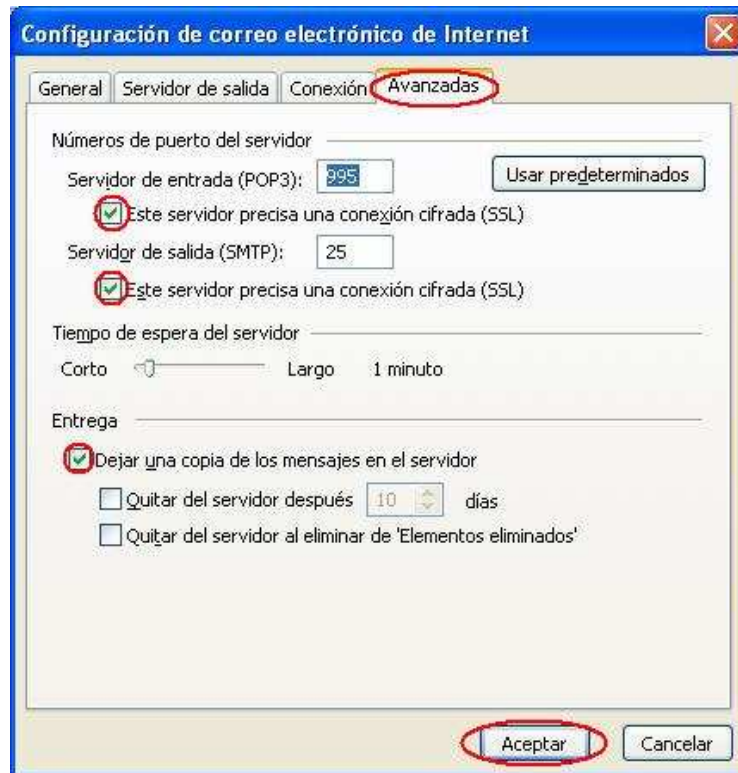 Configuración de correo electrónico de Internet
General Servidor de salida Conexión Avanzadas
Números de puerto del servidor
Servidor de entrada (POP3): 995 Usar predeterminados
Este servidor precisa una conexión cifrada (SSL)
Servidor de salida (SMTP): 25
Este servidor precisa una conexión cifrada (SSL)
Tiempo de espera del servidor
Corto Largo 1 minuto
Entrega
Dejar una copia de los mensajes en el servidor
Quitar del servidor después 10 días
Quitar del servidor al eliminar de 'Elementos eliminados'
Aceptar Cancelar